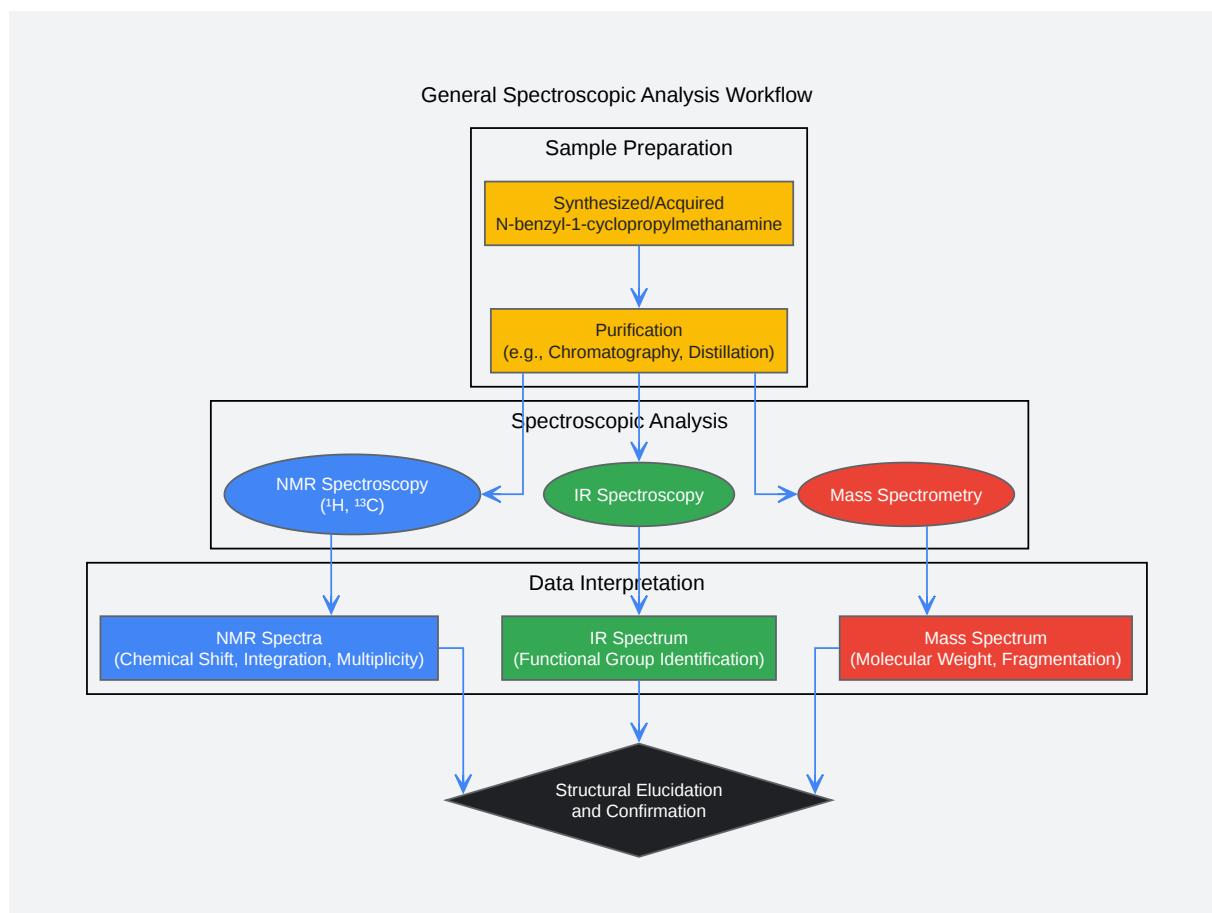 General Spectroscopic Analysis Workflow
Sample Preparation
Synthesized/Acquired
N-benzyl-1-cyclopropylmethanamine
Purification
(e.g., Chromatography, Distillation)
Spectroscopic Analysis
NMR Spectroscopy
(¹H, ¹³C)
IR Spectroscopy
Mass Spectrometry
Data Interpretation
NMR Spectra
(Chemical Shift, Integration, Multiplicity)
IR Spectrum
(Functional Group Identification)
Mass Spectrum
(Molecular Weight, Fragmentation)
Structural Elucidation
and Confirmation